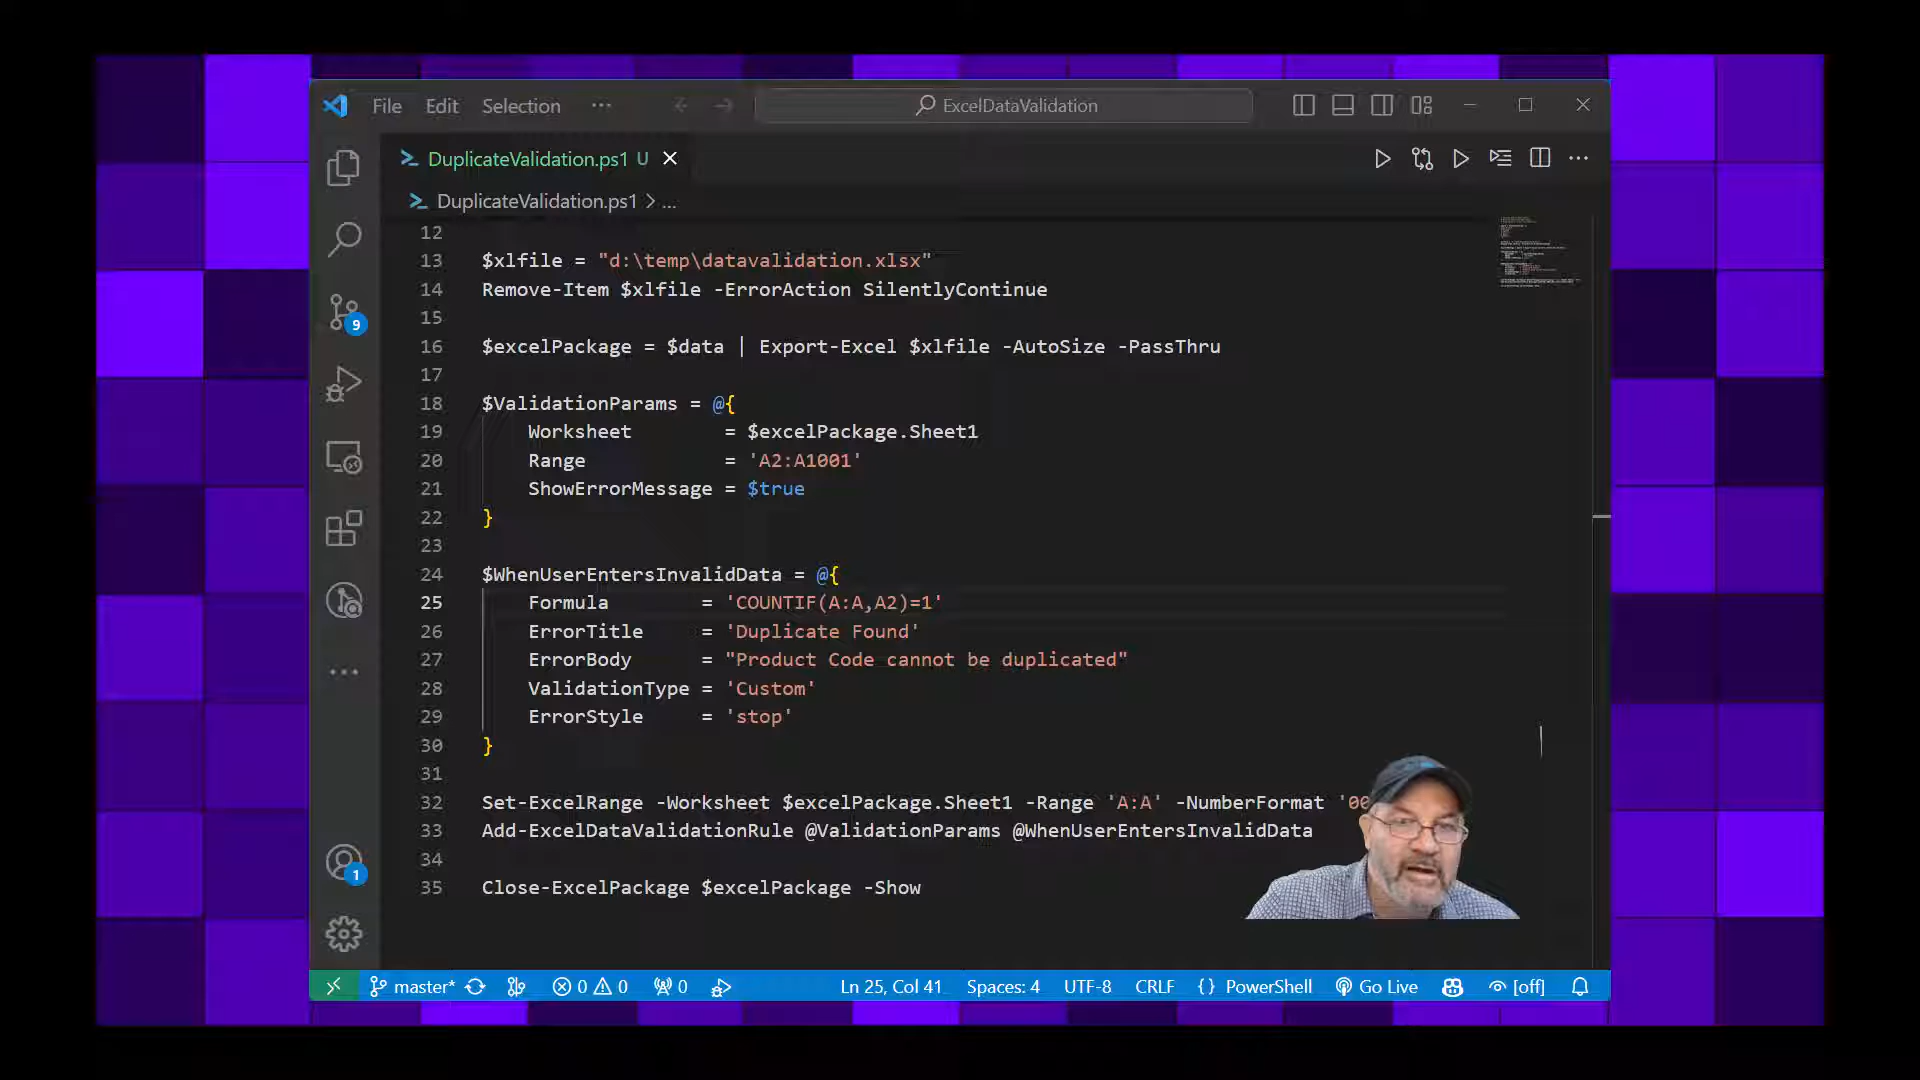 File Edit Selection ··· ExcelDataValidation
DuplicateValidation.ps1 U
DuplicateValidation.ps1 > ...
12
13 $xlfile = "d:\temp\datavalidation.xlsx"
14 Remove-Item $xlfile -ErrorAction SilentlyContinue
15
16 $excelPackage = $data | Export-Excel $xlfile -AutoSize -PassThru
17
18 $ValidationParams = @{
19 Worksheet = $excelPackage.Sheet1
20 Range = 'A2:A1001'
21 ShowErrorMessage = $true
22 }
23
24 $WhenUserEntersInvalidData = @{
25 Formula = 'COUNTIF(A:A,A2)=1'
26 ErrorTitle = 'Duplicate Found'
27 ErrorBody = "Product Code cannot be duplicated"
28 ValidationType = 'Custom'
29 ErrorStyle = 'stop'
30 }
31
32 Set-ExcelRange -Worksheet $excelPackage.Sheet1 -Range 'A:A' -NumberFormat '00
33 Add-ExcelDataValidationRule @ValidationParams @WhenUserEntersInvalidData
34
35 Close-ExcelPackage $excelPackage -Show
9
1
master* 0 0 0 Ln 25, Col 41 Spaces: 4 UTF-8 CRLF {} PowerShell Go Live [off]